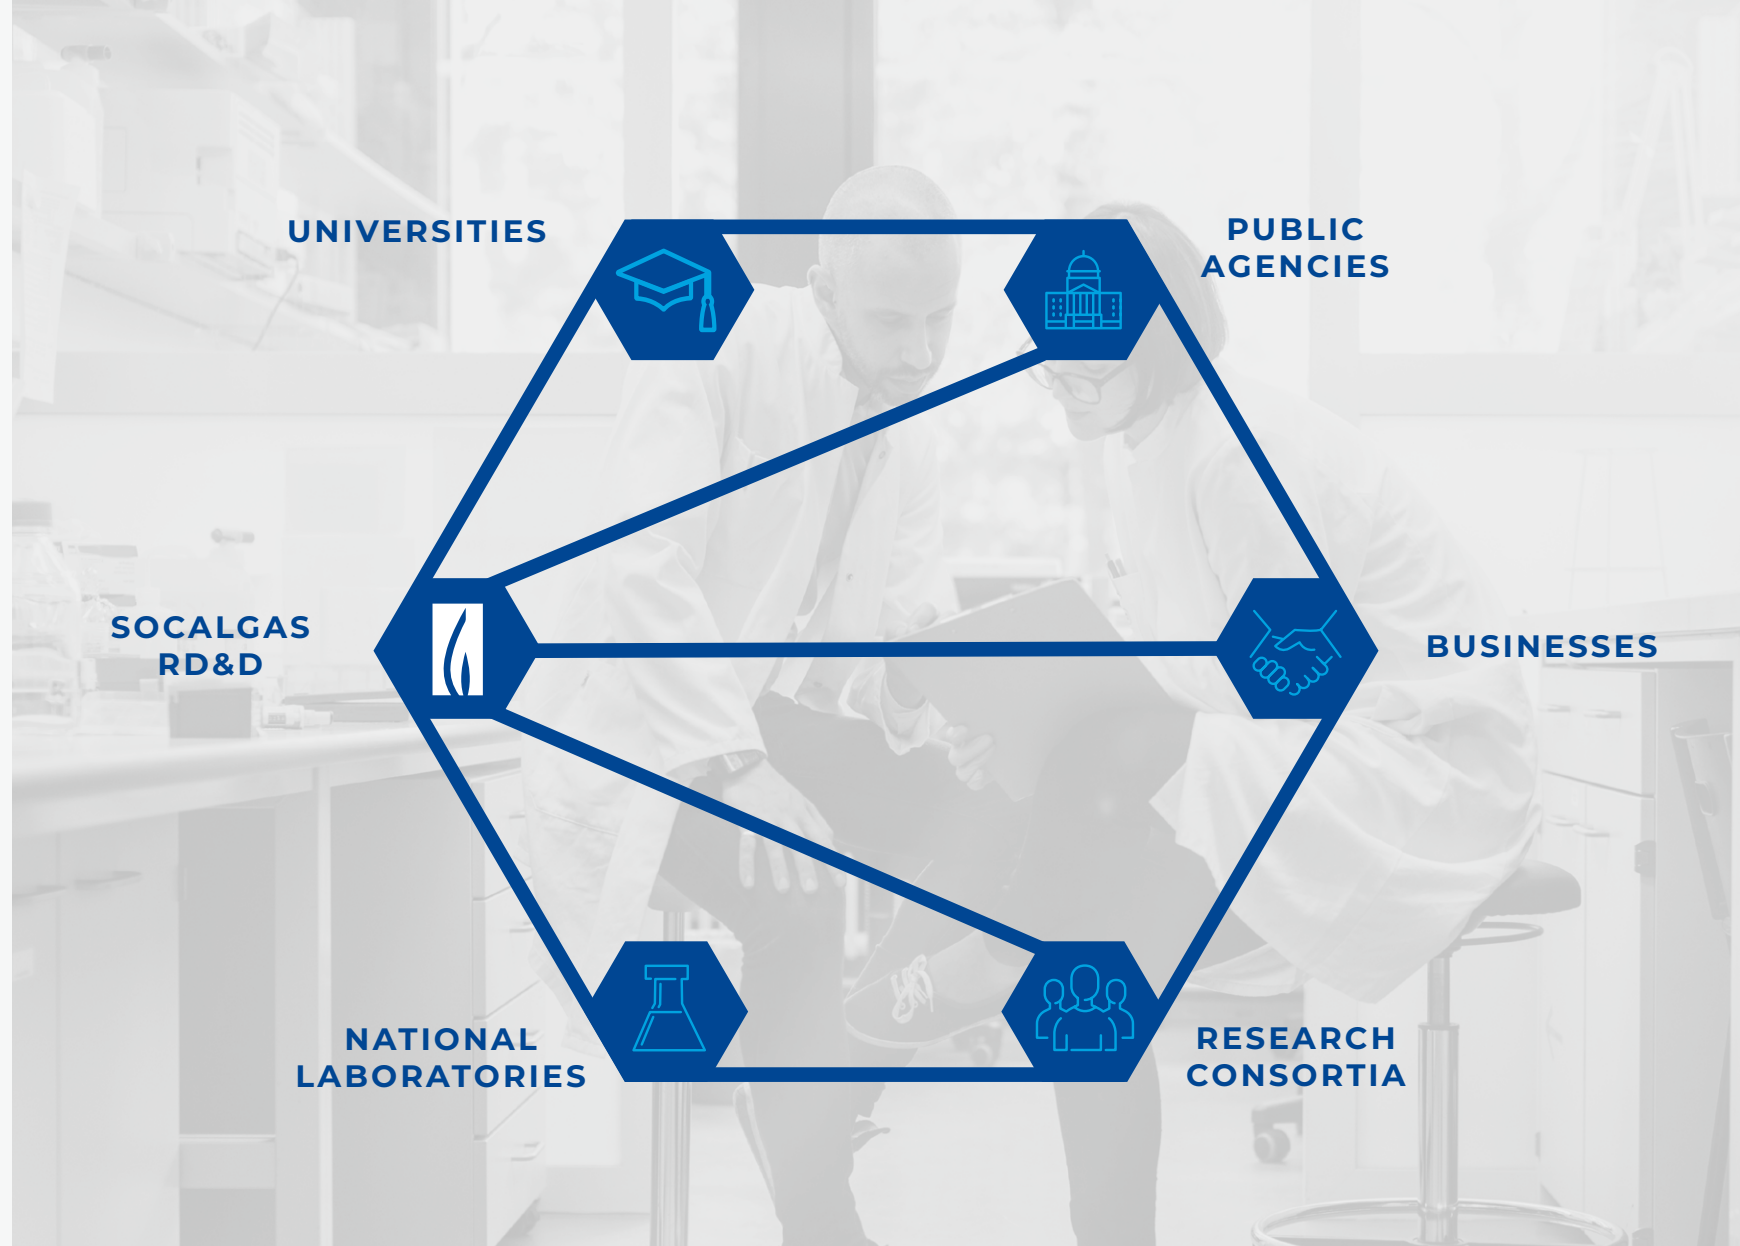 UNIVERSITIES
PUBLIC
AGENCIES
SOCALGAS
RD&D
BUSINESSES
NATIONAL
LABORATORIES
RESEARCH
CONSORTIA